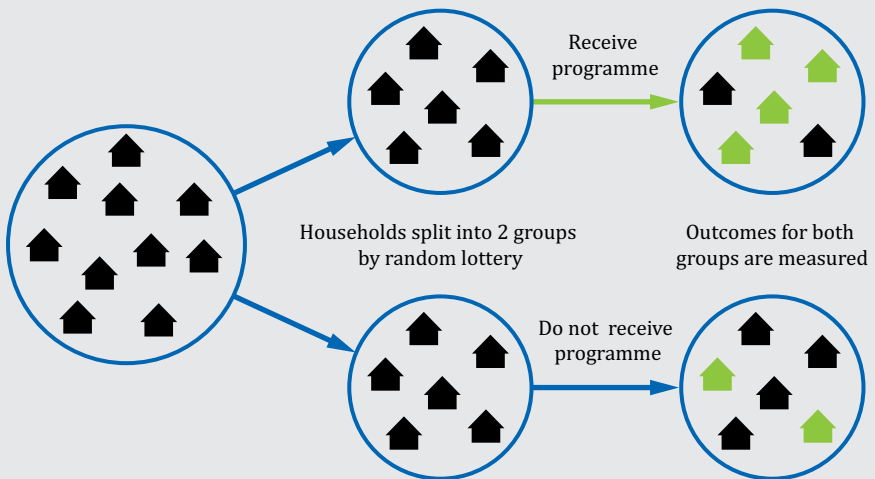 Receive
programme
Households split into 2 groups
by random lottery
Outcomes for both
groups are measured
Do not receive
programme